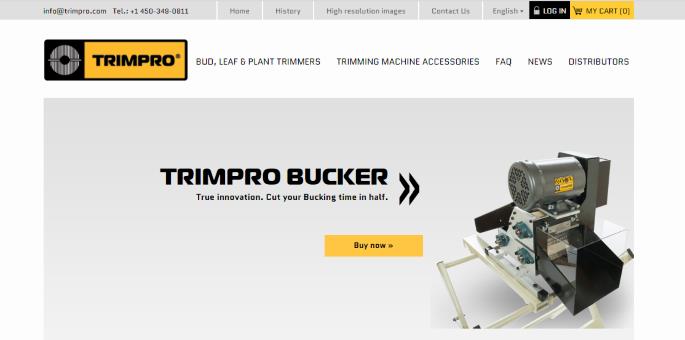 info@trimpro.com Tel.: +1 450-349-0811 Home History High resolution images Contact Us English LOG IN MY CART (0)
TRIMPRO® BUD, LEAF & PLANT TRIMMERS TRIMMING MACHINE ACCESSORIES FAQ NEWS DISTRIBUTORS
TRIMPRO BUCKER
True innovation. Cut your Bucking time in half.
Buy now »